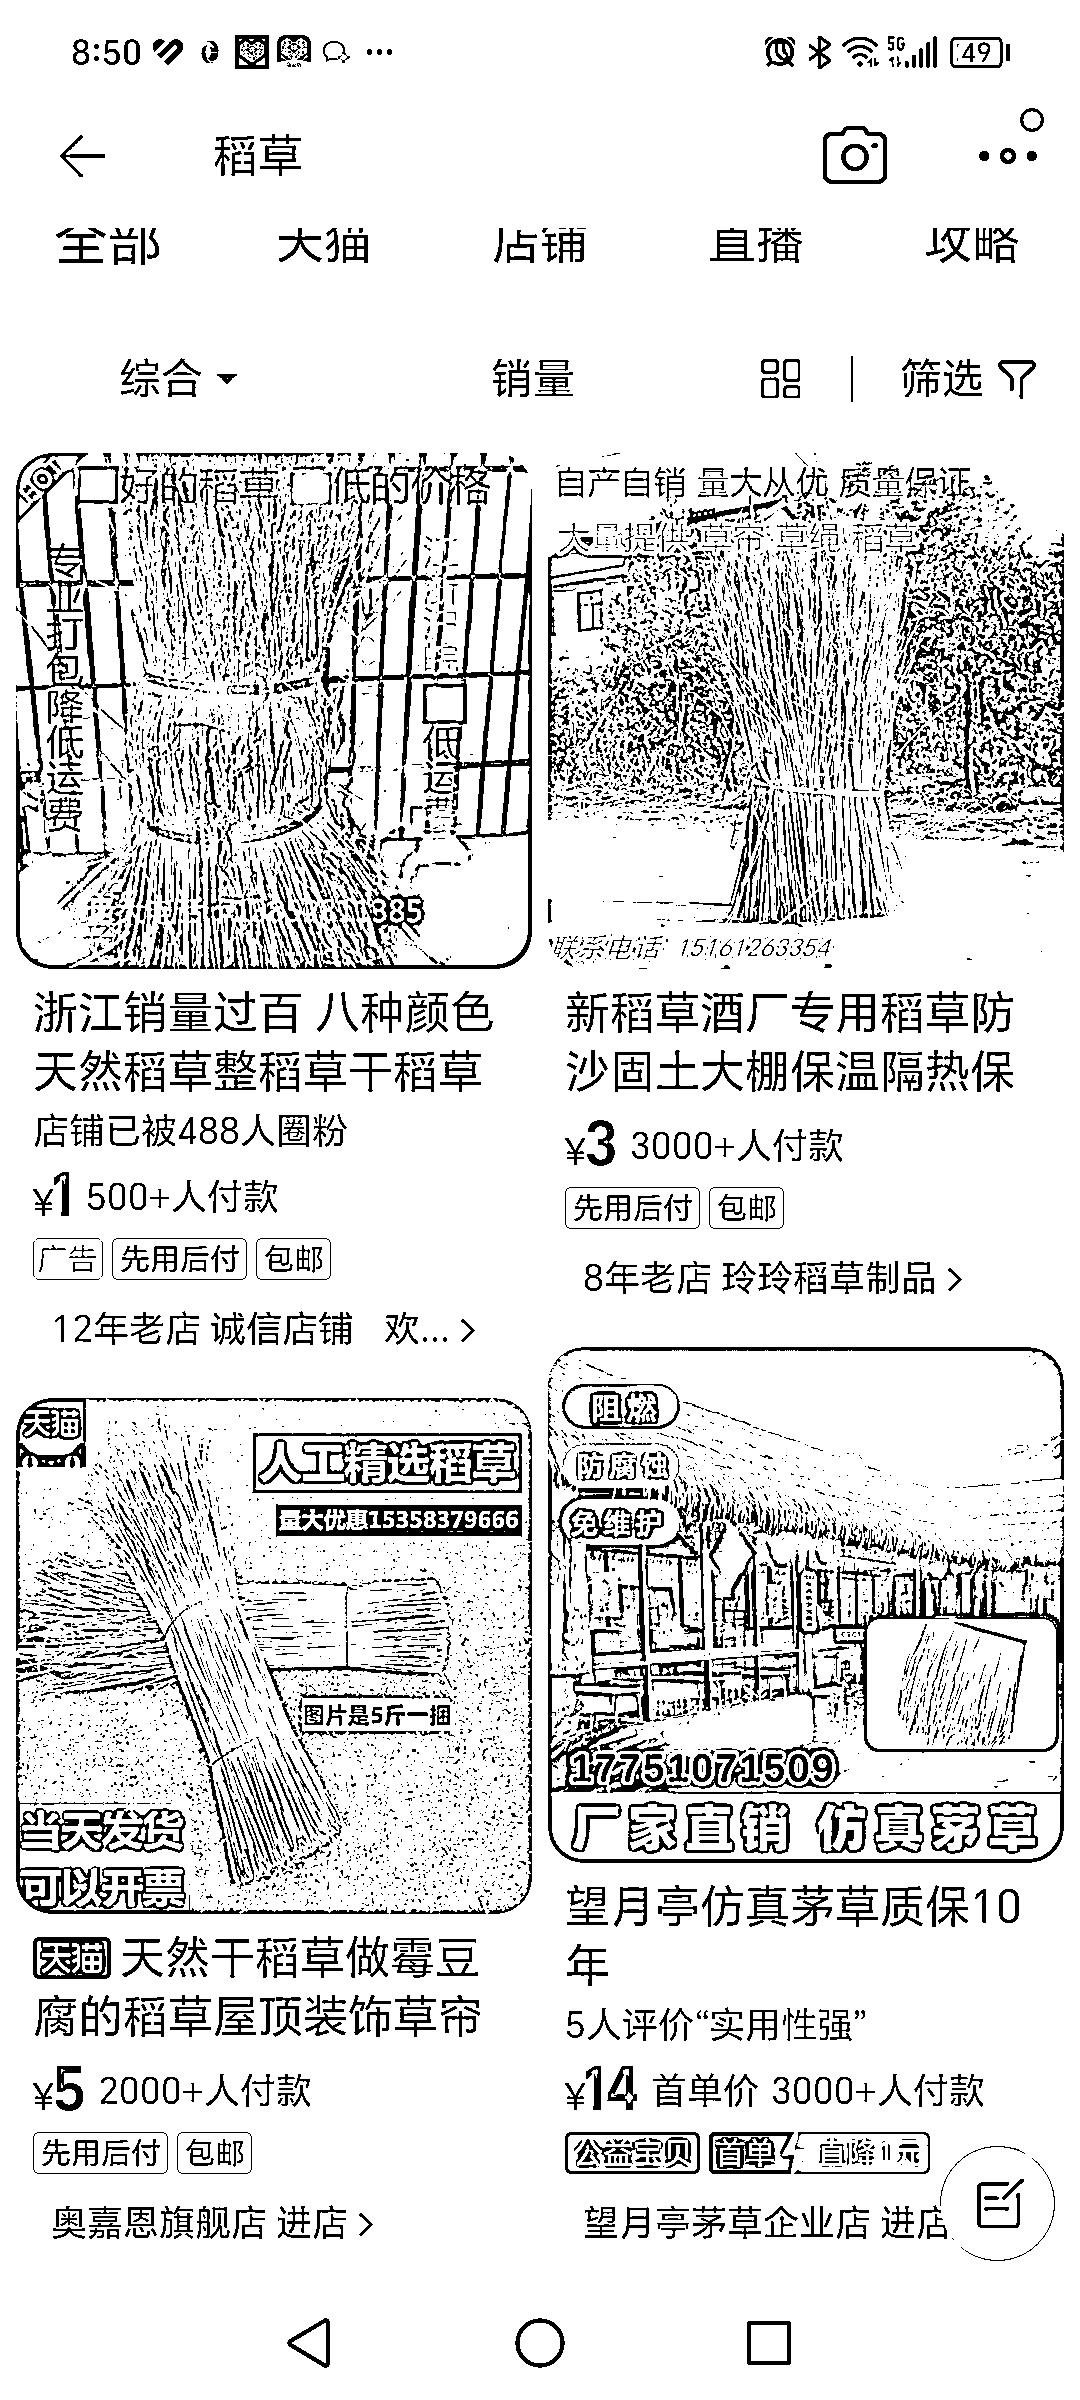 8:50
5G
49
稻草
全部 天猫 店铺 直播 攻略
综合 销量 筛选
HOT
好的稻草 低的价格
专业打包降低运费
低运费
385
浙江销量过百 八种颜色
天然稻草整稻草干稻草
店铺已被488人圈粉
¥1 500+人付款
广告 先用后付 包邮
12年老店 诚信店铺 欢... >
自产自销 量大从优 质量保证
大量提供 草帘 草绳 稻草
联系电话: 15161263354
新稻草酒厂专用稻草防
沙固土大棚保温隔热保
¥3 3000+人付款
先用后付 包邮
8年老店 玲玲稻草制品 >
天猫
人工精选稻草
量大优惠15358379666
图片是5斤一捆
当天发货
可以开票
天猫 天然干稻草做霉豆
腐的稻草屋顶装饰草帘
¥5 2000+人付款
先用后付 包邮
奥嘉恩旗舰店 进店 >
阻燃
防腐蚀
免维护
17751071509
厂家直销 仿真茅草
望月亭仿真茅草质保10
年
5人评价“实用性强”
¥14 首单价 3000+人付款
公益宝贝 首单 直降1元
望月亭茅草企业店 进店